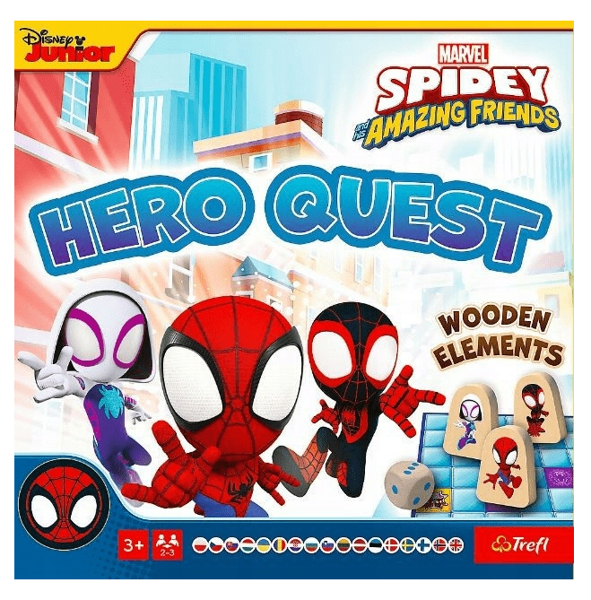 Disney
Junior
MARVEL
SPIDEY
AND HIS
AMAZING FRIENDS
HERO QUEST
WOODEN
ELEMENTS
3+
2-3
Trefl